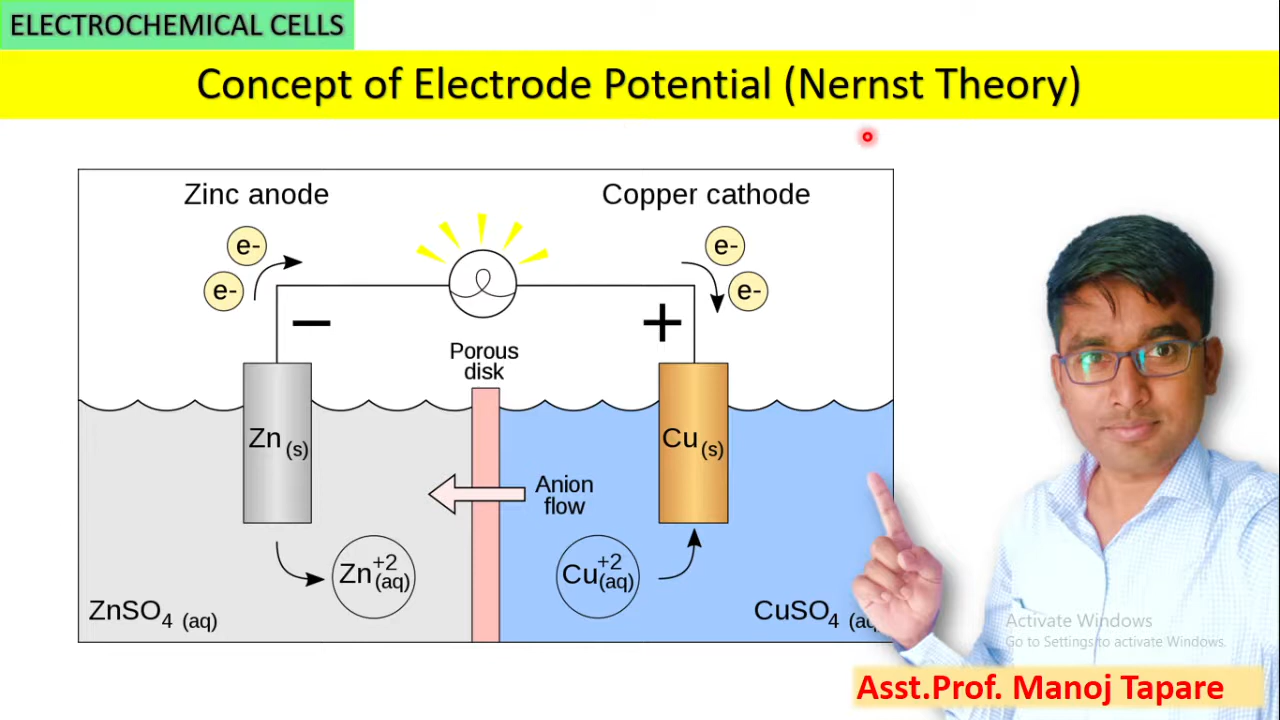 ELECTROCHEMICAL CELLS
Concept of Electrode Potential (Nernst Theory)
Zinc anode
Copper cathode
e-
e-
e-
e-
−
+
Porous
disk
Zn (s)
Cu (s)
Anion
flow
Zn+2(aq)
Cu+2(aq)
ZnSO4 (aq)
CuSO4
Activate Windows
Go to Settings to activate Windows.
Asst.Prof. Manoj Tapare